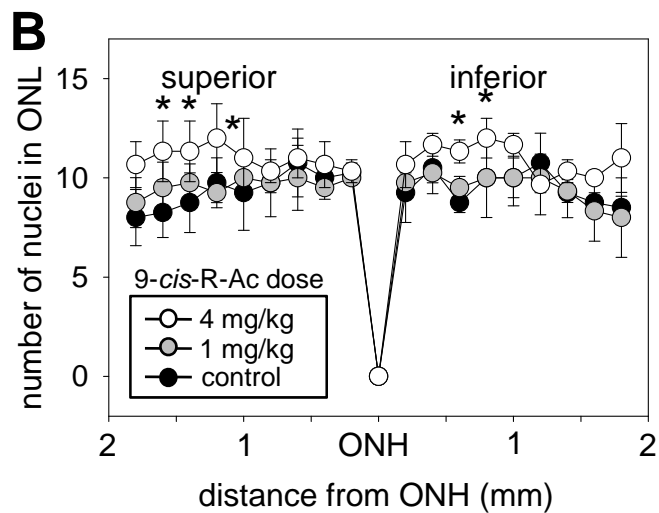 B
number of nuclei in ONL
15
10
5
0
superior
inferior
* * *
* *
9-cis-R-Ac dose
4 mg/kg
1 mg/kg
control
2 1 ONH 1 2
distance from ONH (mm)